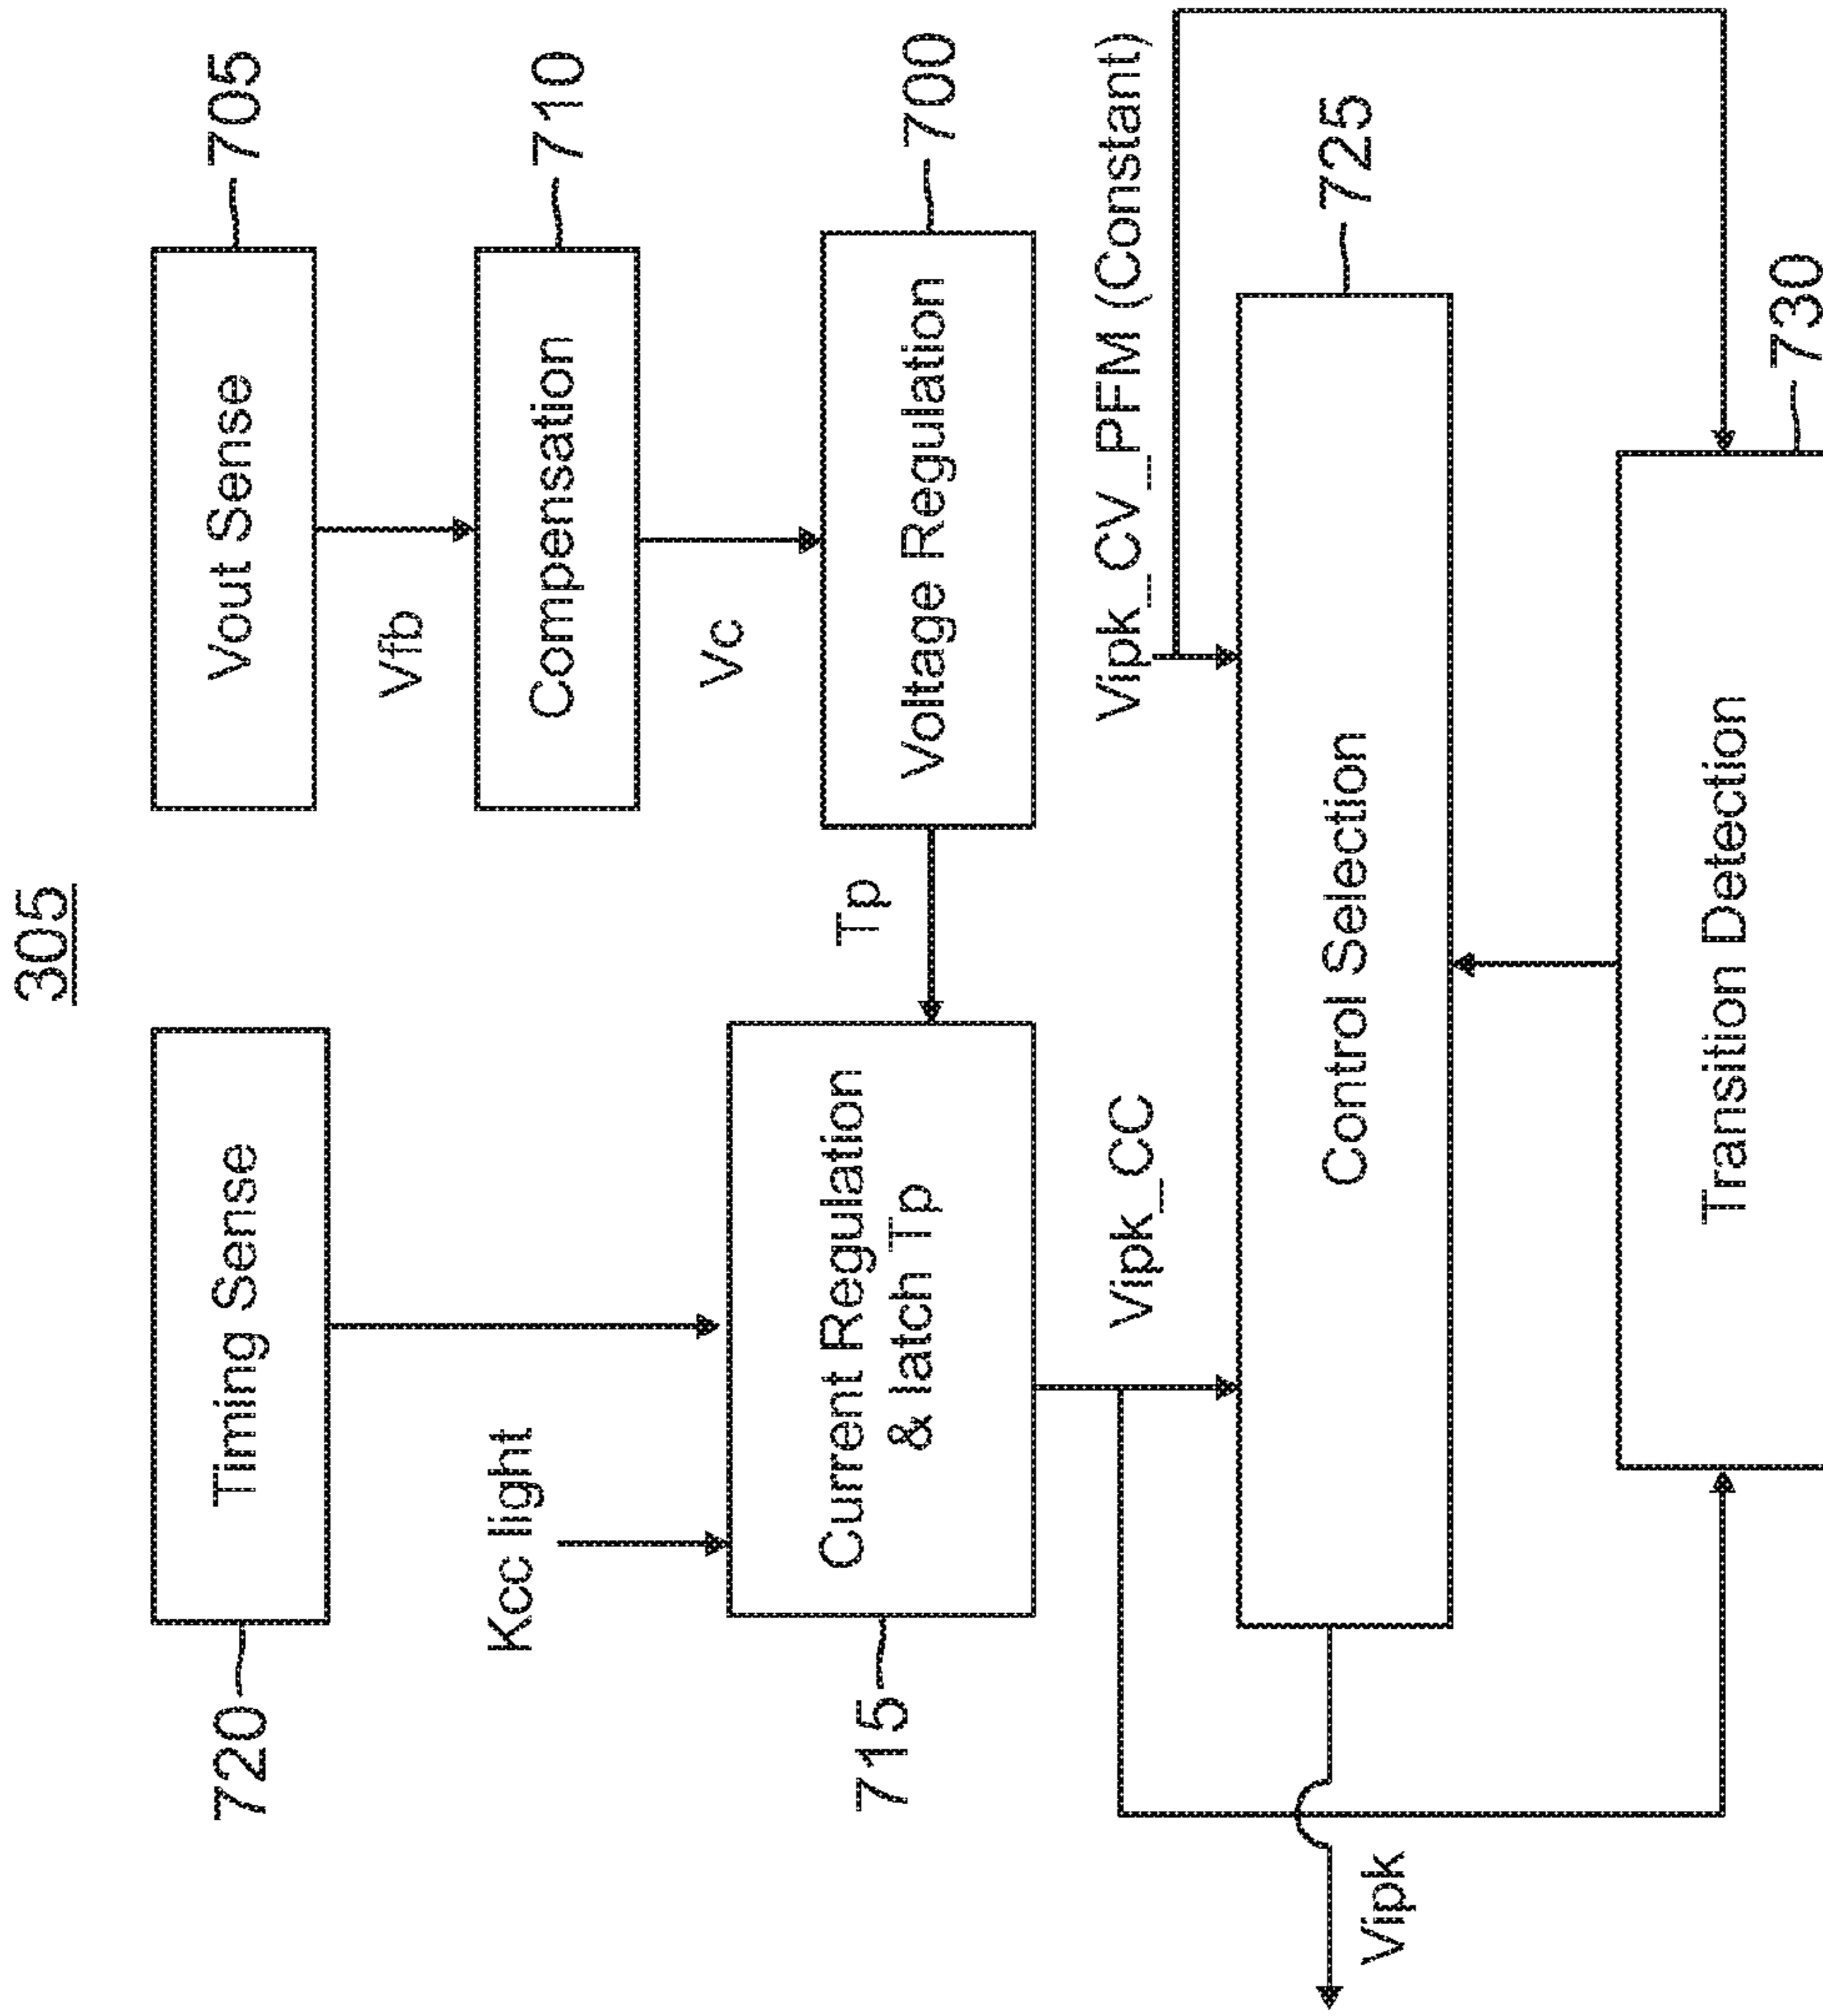 305
Timing Sense
720
Vout Sense
705
Kcc light
Vfb
Compensation
710
Current Regulation
& latch Tp
715
Tp
Vc
Voltage Regulation
700
Vipk_CC
Vipk_CV_PFM (Constant)
Control Selection
725
Vipk
Transition Detection
730